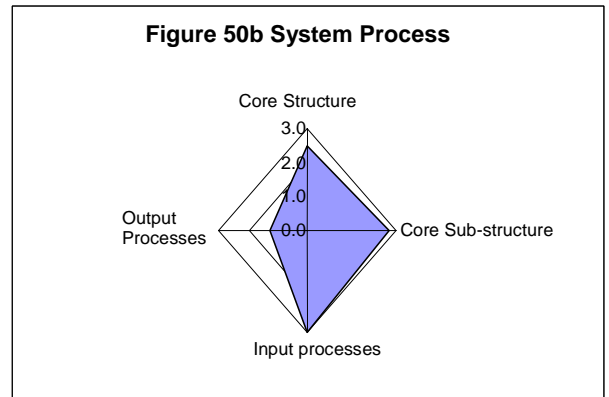 Figure 50b System Process
Core Structure
3.0
2.0
1.0
0.0
Output
Processes
Core Sub-structure
Input processes